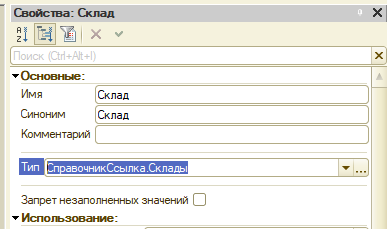 Свойства: Склад
Поиск (Ctrl+Alt+I)
Основные:
Имя Склад
Синоним Склад
Комментарий
Тип СправочникСсылка.Склады
Запрет незаполненных значений
Использование: